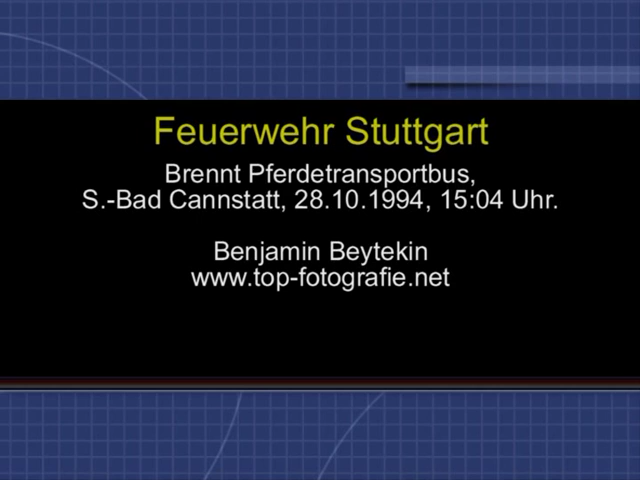 Feuerwehr Stuttgart
Brennt Pferdetransportbus,
S.-Bad Cannstatt, 28.10.1994, 15:04 Uhr.
Benjamin Beytekin
www.top-fotografie.net